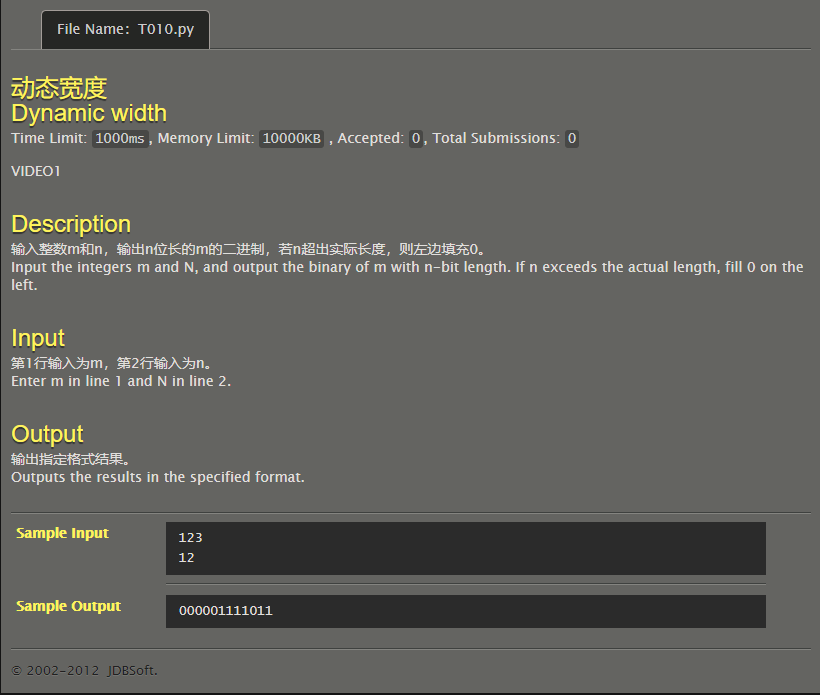 File Name：T010.py
动态宽度
Dynamic width
Time Limit: 1000ms, Memory Limit: 10000KB , Accepted: 0, Total Submissions: 0
VIDEO1
Description
输入整数m和n，输出n位长的m的二进制，若n超出实际长度，则左边填充0。
Input the integers m and N, and output the binary of m with n-bit length. If n exceeds the actual length, fill 0 on the
left.
Input
第1行输入为m，第2行输入为n。
Enter m in line 1 and N in line 2.
Output
输出指定格式结果。
Outputs the results in the specified format.
Sample Input
123
12
Sample Output
000001111011
© 2002-2012 JDBSoft.